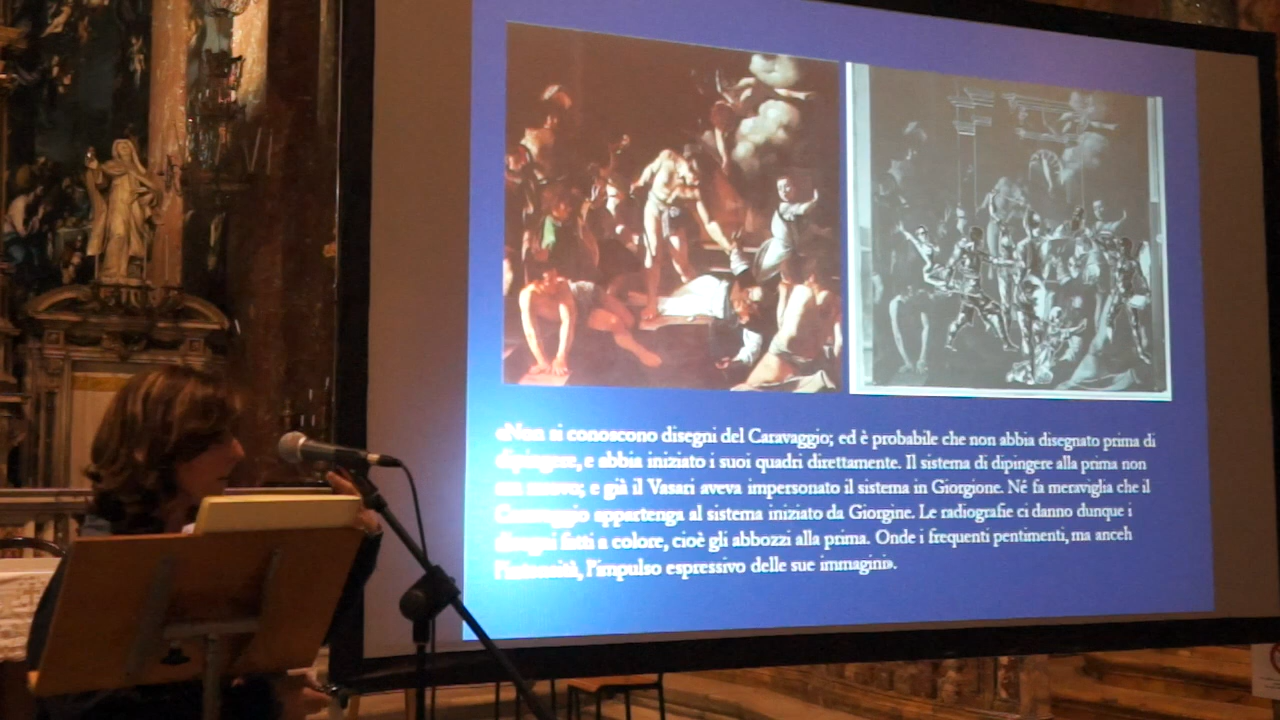 «Non si conoscono disegni del Caravaggio; ed è probabile che non abbia disegnato prima di
dipingere, e abbia iniziato i suoi quadri direttamente. Il sistema di dipingere alla prima non
era nuovo; e già il Vasari aveva impersonato il sistema in Giorgione. Né fa meraviglia che il
Caravaggio appartenga al sistema iniziato da Giorgine. Le radiografie ci danno dunque i
disegni fatti a colore, cioè gli abbozzi alla prima. Onde i frequenti pentimenti, ma anceh
l'intensità, l'impulso espressivo delle sue immagini».